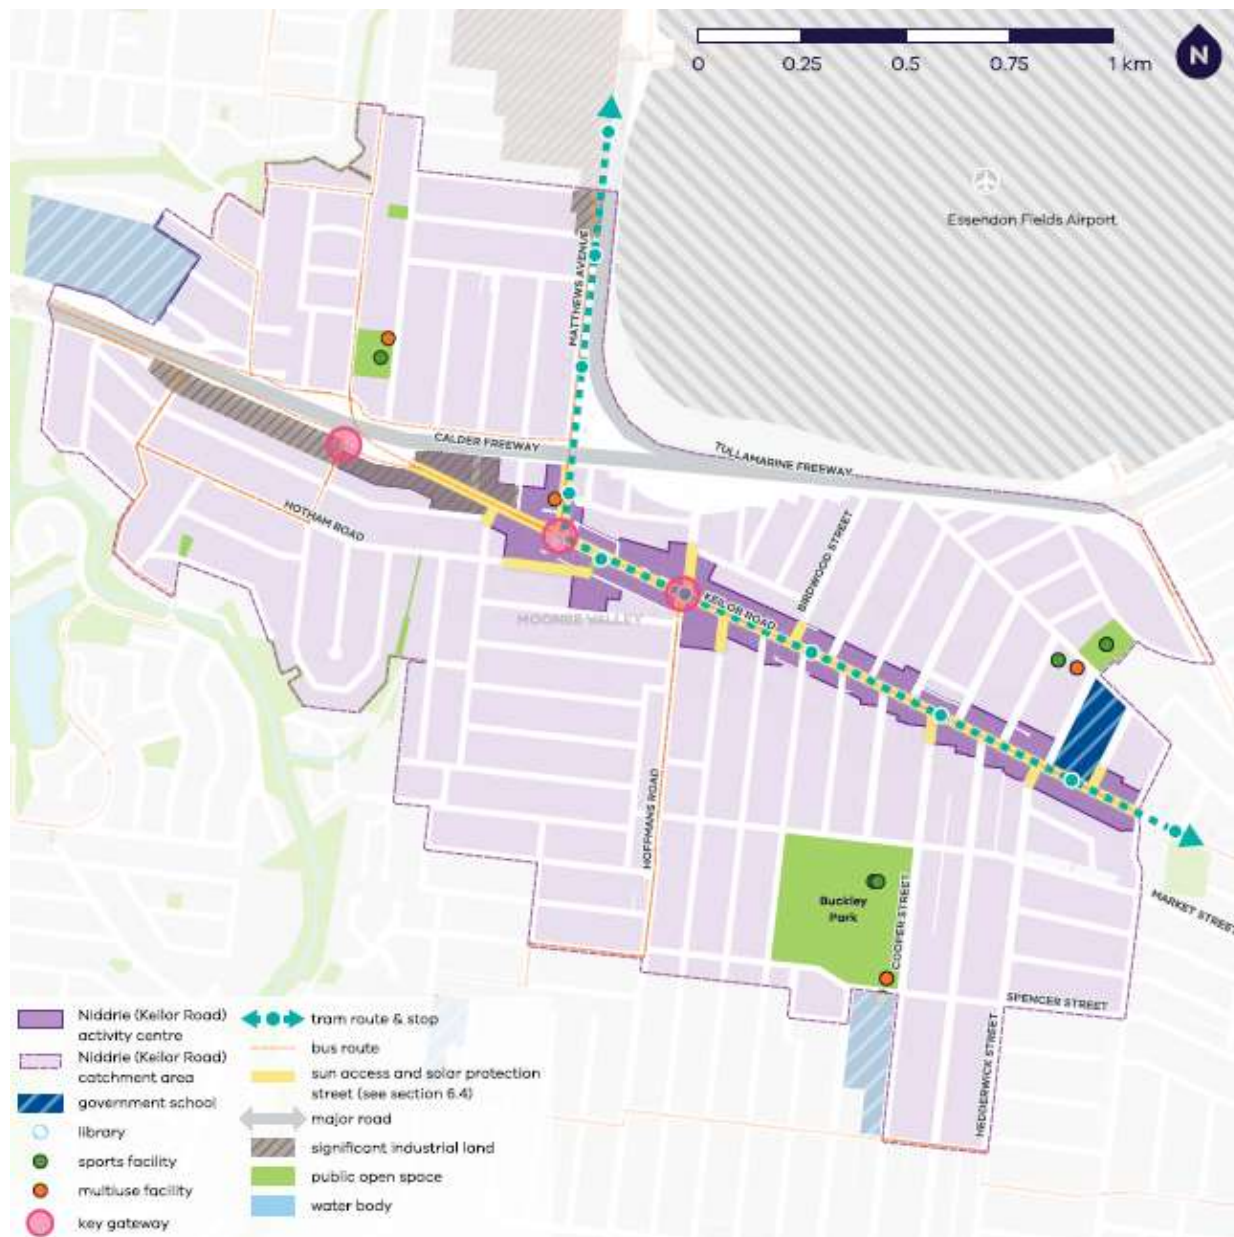 0
0.25
0.5
0.75
1 km
N
Essendon Fields Airport
MATTHEWS AVENUE
CALDER FREEWAY
TULLAMARINE FREEWAY
HOTHAM ROAD
BIRDWOOD STREET
KEILOR ROAD
MOONEE VALLEY
HOFFMANS ROAD
Buckley
Park
COOPER STREET
MARKET STREET
SPENCER STREET
HEDDERWICK STREET
Niddrie (Keilor Road)
activity centre
Niddrie (Keilor Road)
catchment area
government school
library
sports facility
multiuse facility
key gateway
tram route & stop
bus route
sun access and solar protection
street (see section 6.4)
major road
significant industrial land
public open space
water body